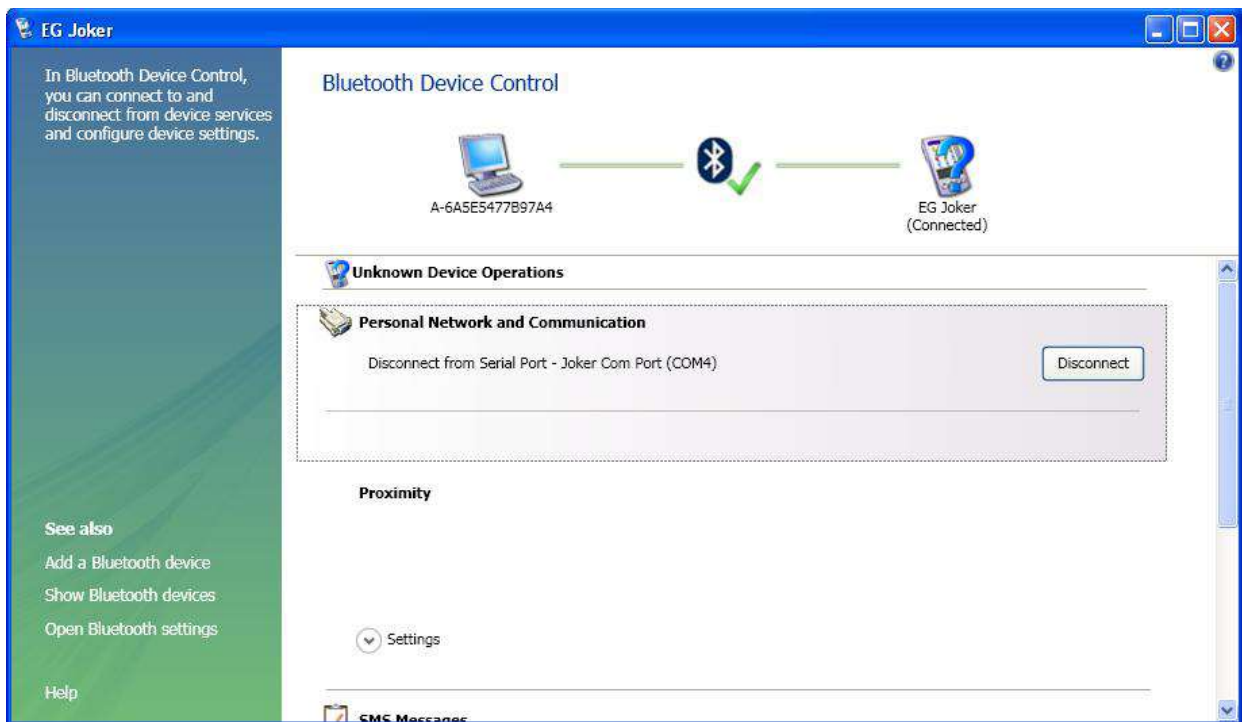 EG Joker
In Bluetooth Device Control,
you can connect to and
disconnect from device services
and configure device settings.
Bluetooth Device Control
A-6A5E5477B97A4
EG Joker
(Connected)
Unknown Device Operations
Personal Network and Communication
Disconnect from Serial Port - Joker Com Port (COM4)
Disconnect
Proximity
Settings
SMS Messages
See also
Add a Bluetooth device
Show Bluetooth devices
Open Bluetooth settings
Help